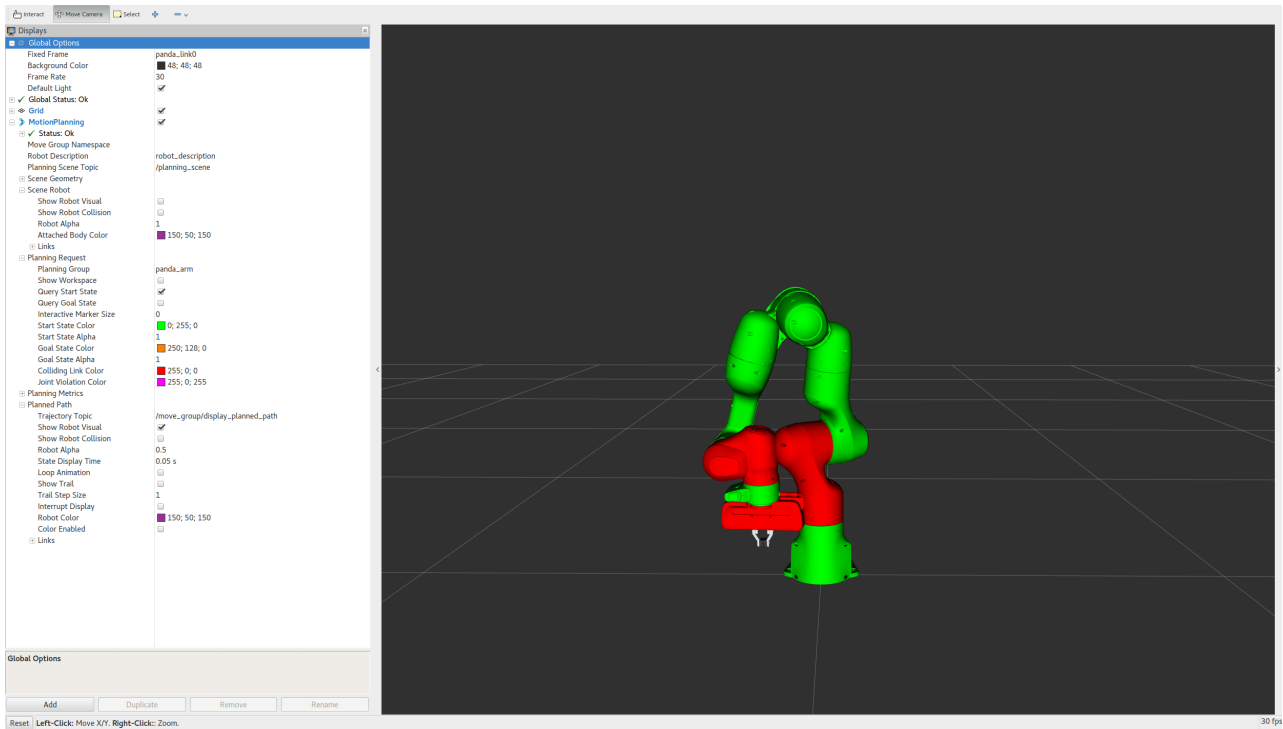 Interact Move Camera Select
Displays
Global Options
Fixed Frame panda_link0
Background Color 48; 48; 48
Frame Rate 30
Default Light
Global Status: Ok
Grid
MotionPlanning
Status: Ok
Move Group Namespace
Robot Description robot_description
Planning Scene Topic /planning_scene
Scene Geometry
Scene Robot
Show Robot Visual
Show Robot Collision
Robot Alpha 1
Attached Body Color 150; 50; 150
Links
Planning Request
Planning Group panda_arm
Show Workspace
Query Start State
Query Goal State
Interactive Marker Size 0
Start State Color 0; 255; 0
Start State Alpha 1
Goal State Color 250; 128; 0
Goal State Alpha 1
Colliding Link Color 255; 0; 0
Joint Violation Color 255; 0; 255
Planning Metrics
Planned Path
Trajectory Topic /move_group/display_planned_path
Show Robot Visual
Show Robot Collision
Robot Alpha 0.5
State Display Time 0.05 s
Loop Animation
Show Trail
Trail Step Size 1
Interrupt Display
Robot Color 150; 50; 150
Color Enabled
Links
Global Options
Add Duplicate Remove Rename
Reset Left-Click: Move X/Y. Right-Click:: Zoom. 30 fps